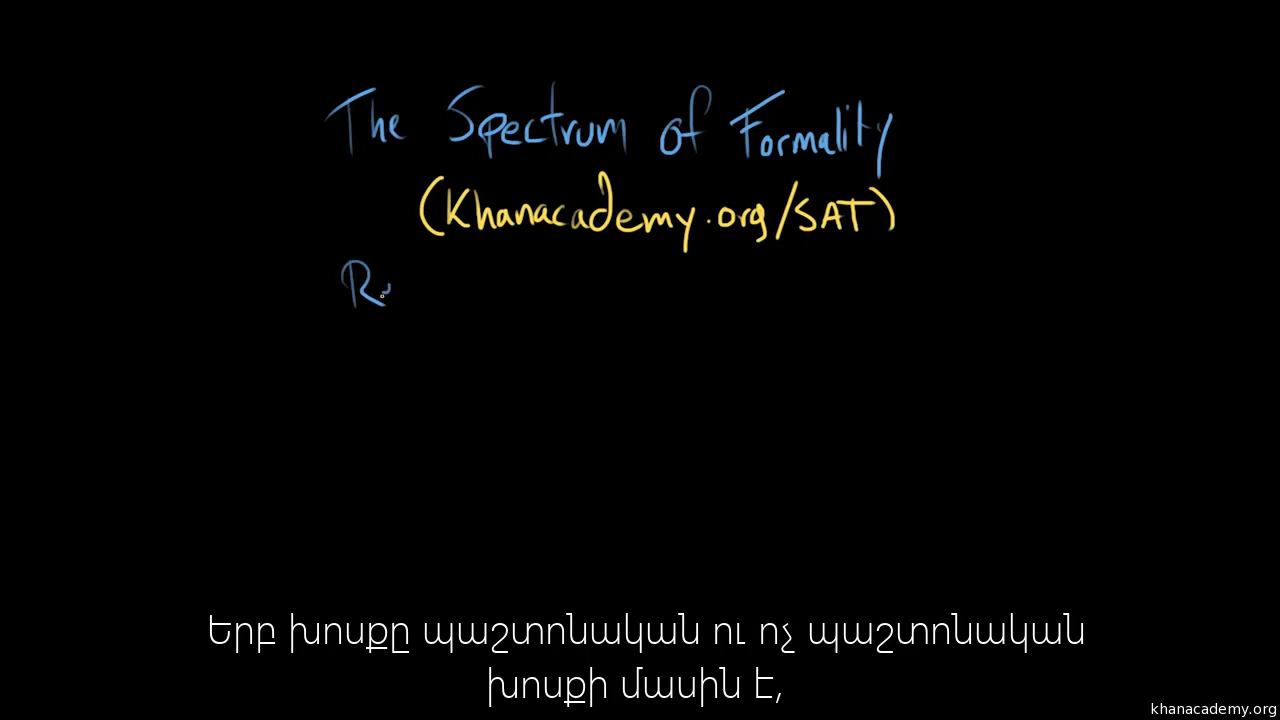 The Spectrum of Formality
(Khanacademy.org/SAT)
R
Երբ խոսքը պաշտոնական ու ոչ պաշտոնական
խոսքի մասին է,
khanacademy.org